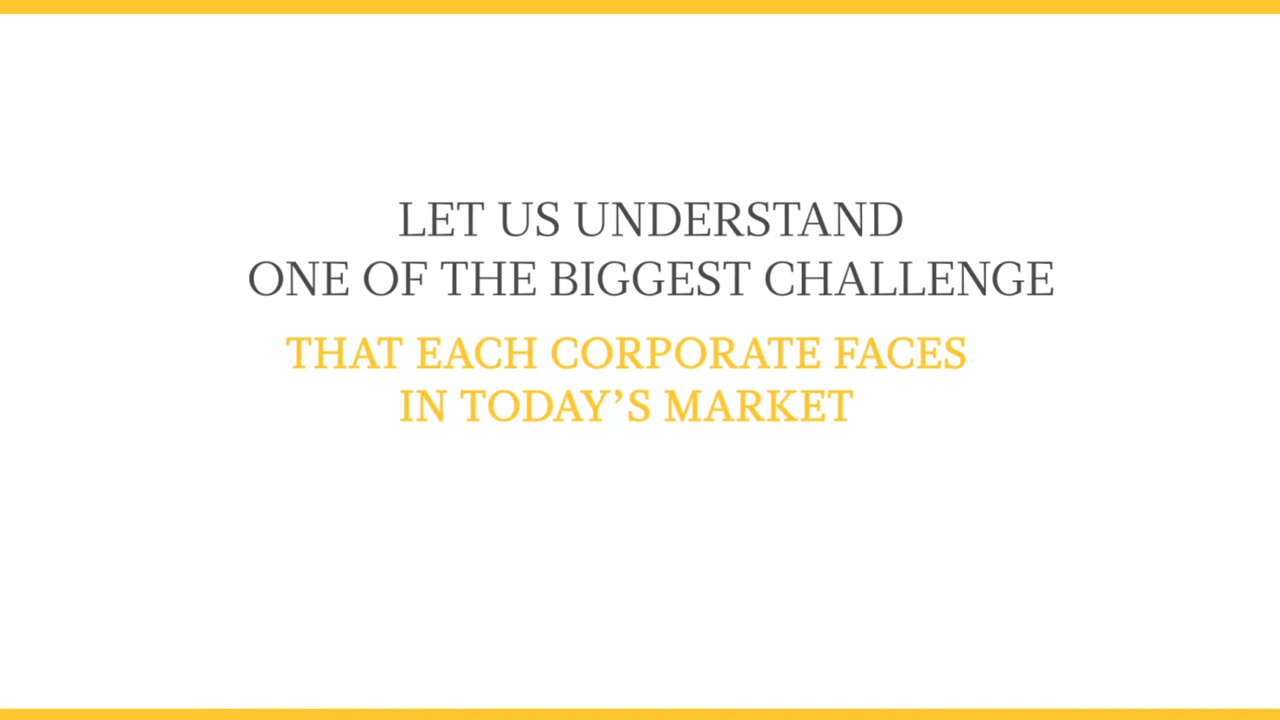 LET US UNDERSTAND
ONE OF THE BIGGEST CHALLENGE
THAT EACH CORPORATE FACES
IN TODAY’S MARKET